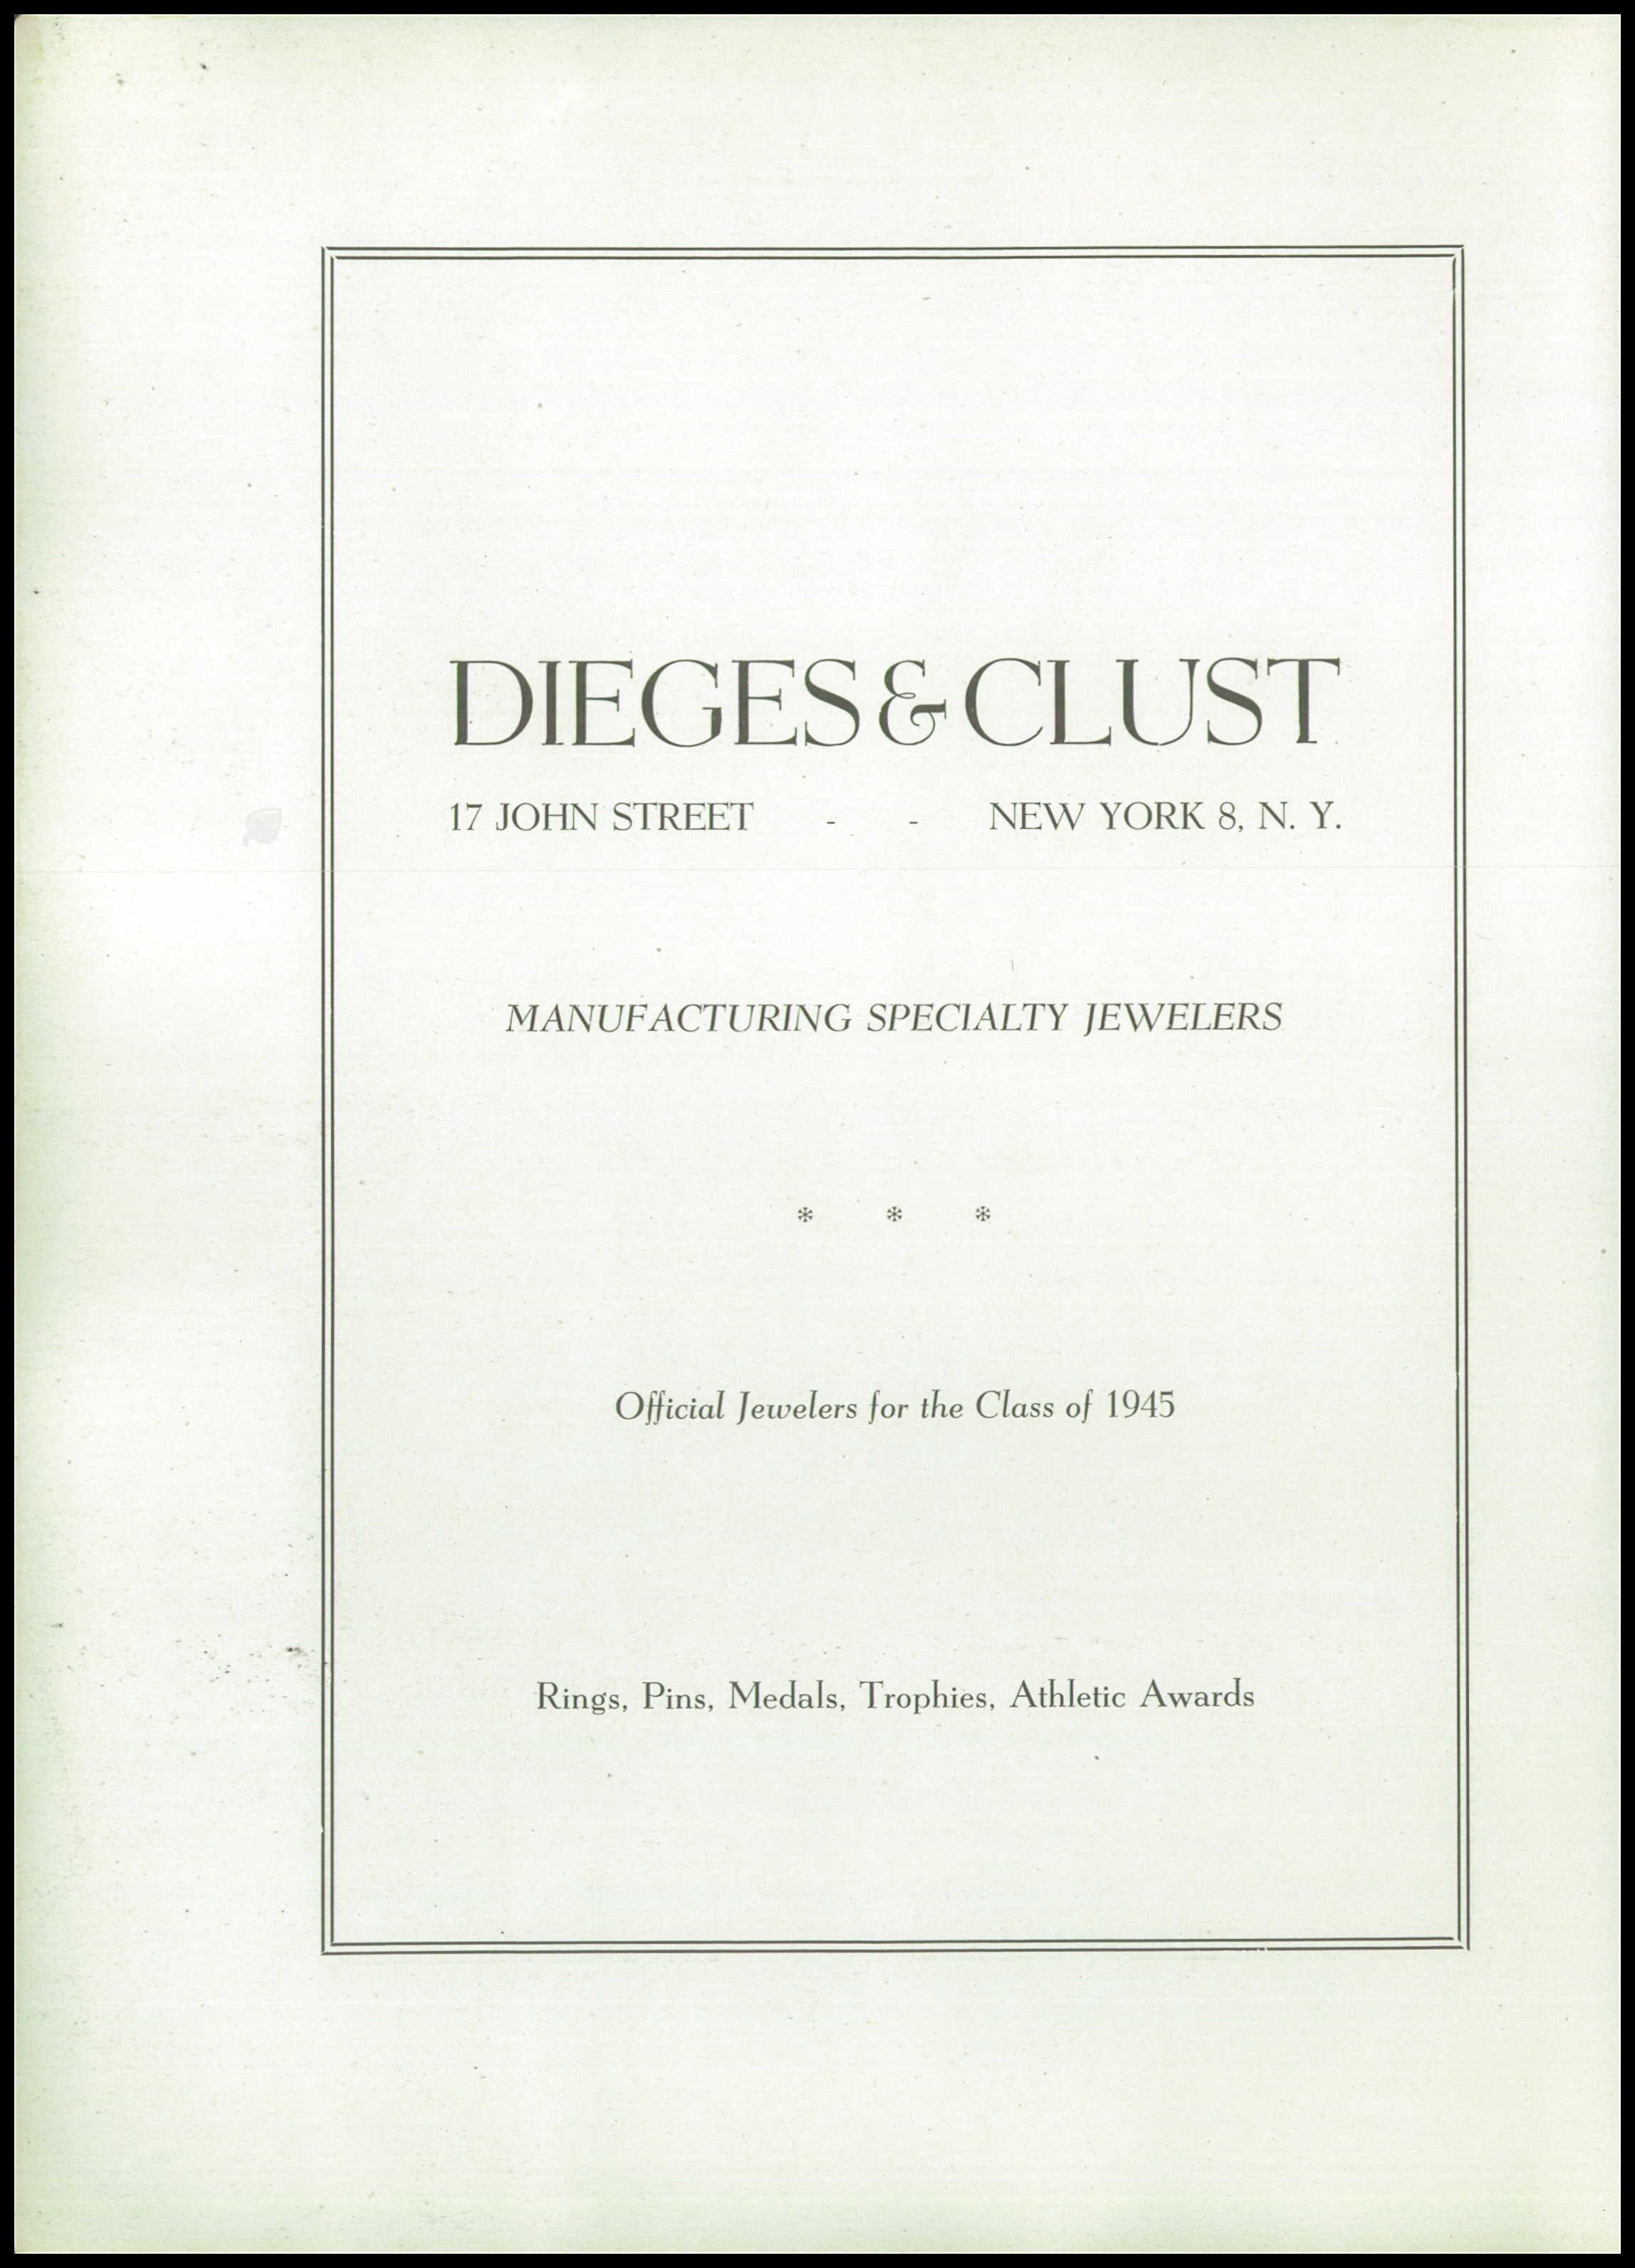 DIEGES & CLUST
17 JOHN STREET - - NEW YORK 8, N. Y.
MANUFACTURING SPECIALTY JEWELERS
* * *
Official Jewelers for the Class of 1945
Rings, Pins, Medals, Trophies, Athletic Awards